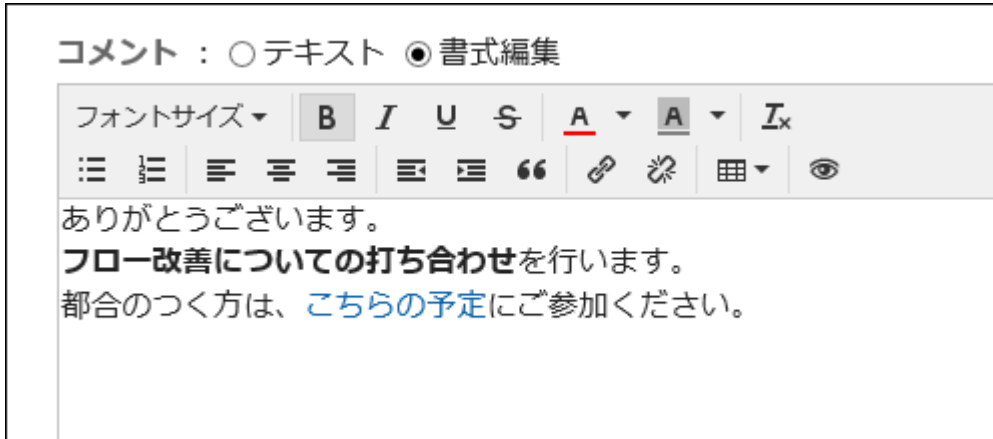 コメント : テキスト 書式編集
フォントサイズ B I U S A A Tx
ありがとうございます。
フロー改善についての打ち合わせを行います。
都合のつく方は、こちらの予定にご参加ください。